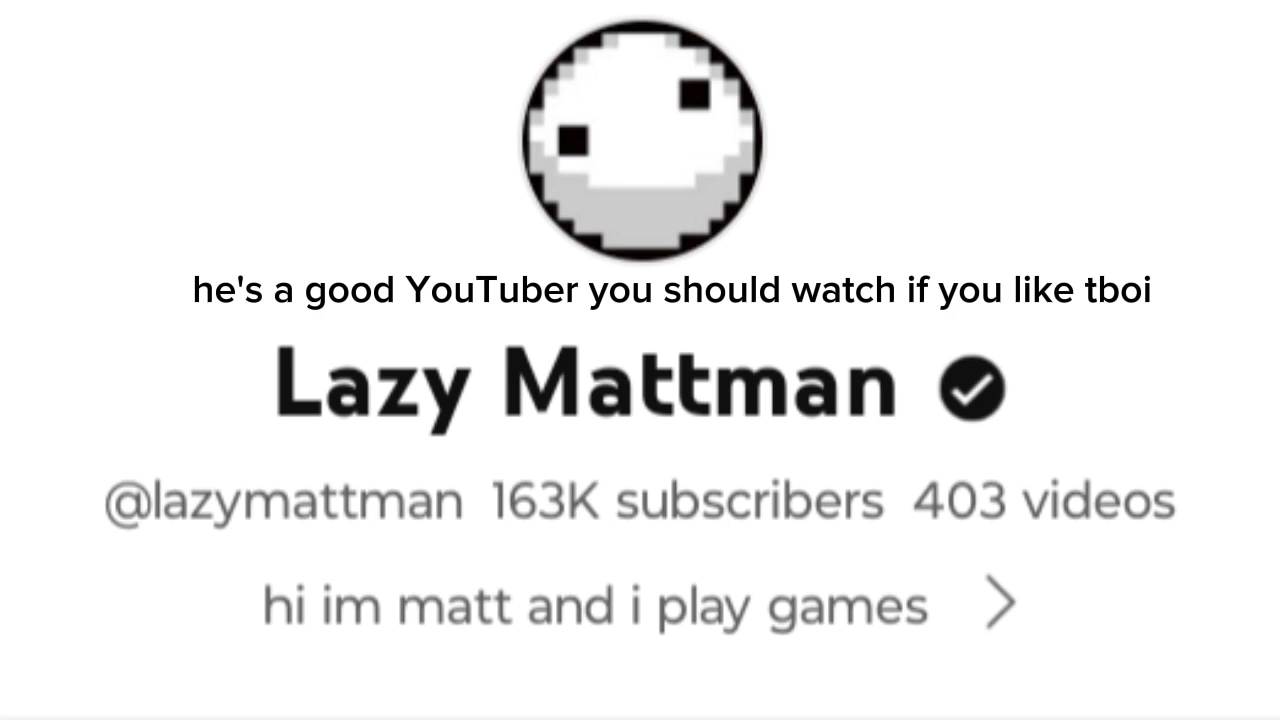 he's a good YouTuber you should watch if you like tboi
Lazy Mattman
@lazymattman 163K subscribers 403 videos
hi im matt and i play games